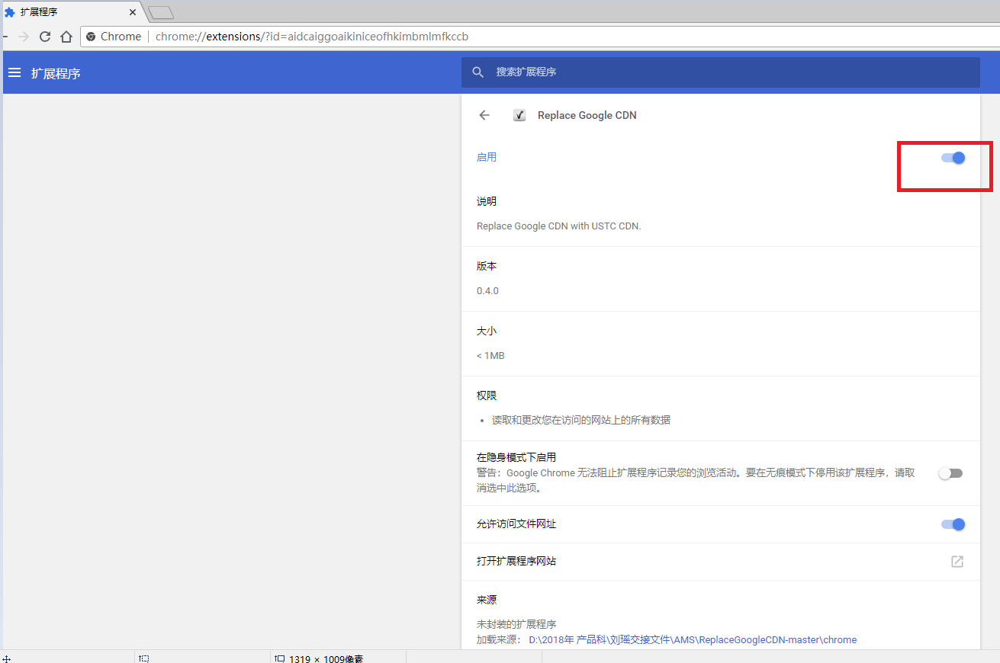 扩展程序
Chrome chrome://extensions/?id=aidcaiggoaikiniceofhkimbmlmfkccb
扩展程序
搜索扩展程序
Replace Google CDN
启用
说明
Replace Google CDN with USTC CDN.
版本
0.4.0
大小
< 1MB
权限
• 读取和更改您在访问的网站上的所有数据
在隐身模式下启用
警告：Google Chrome 无法阻止扩展程序记录您的浏览活动。要在无痕模式下停用该扩展程序，请取
消选中此选项。
允许访问文件网址
打开扩展程序网站
来源
未封装的扩展程序
加载来源： D:\2018年 产品科\刘瑶交接文件\AMS\ReplaceGoogleCDN-master\chrome
1319 × 1009像素